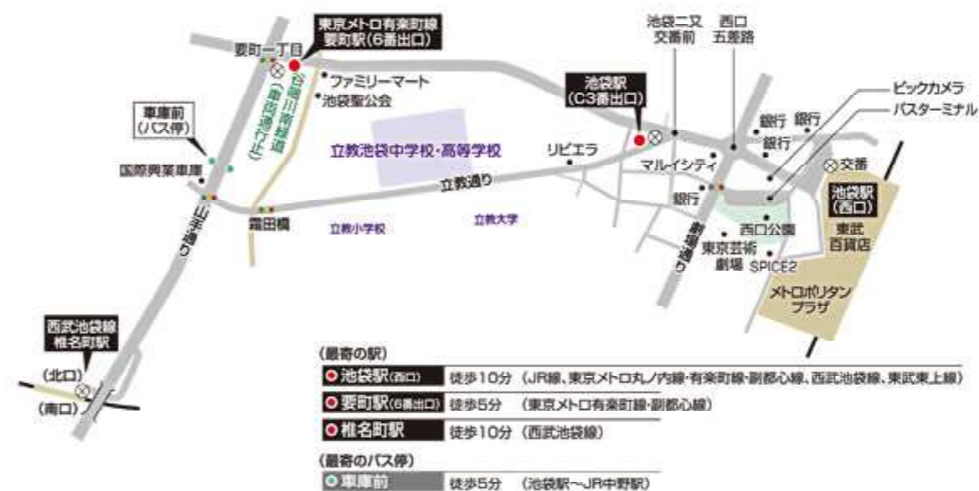 東京メトロ有楽町線
要町駅(6番出口)
要町一丁目
谷端川南緑道
(車両通行止)
ファミリーマート
池袋聖公会
車庫前
(バス停)
国際興業車庫
山手通り
霜田橋
立教池袋中学校・高等学校
立教通り
立教小学校
立教大学
リビエラ
池袋駅
(C3番出口)
池袋二又
交番前
西口
五差路
マルイシティ
銀行
銀行
銀行
銀行
ビックカメラ
バスターミナル
交番
池袋駅
(西口)
東武
百貨店
西口公園
劇場通り
東京芸術
劇場
SPICE2
メトロポリタン
プラザ
西武池袋線
椎名町駅
(北口)
(南口)
(最寄の駅)
池袋駅(西口) 徒歩10分 (JR線、東京メトロ丸ノ内線・有楽町線・副都心線、西武池袋線、東武東上線)
要町駅(6番出口) 徒歩5分 (東京メトロ有楽町線・副都心線)
椎名町駅 徒歩10分 (西武池袋線)
(最寄のバス停)
車庫前 徒歩5分 (池袋駅〜JR中野駅)